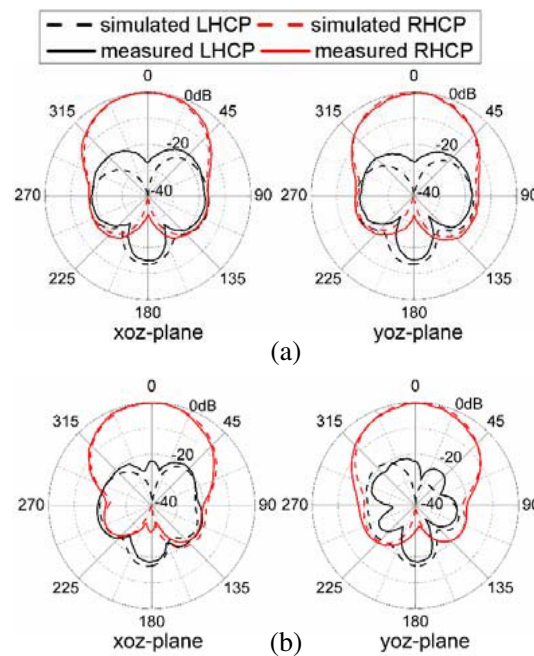 simulated LHCP simulated RHCP
measured LHCP measured RHCP
0 0
315 0dB 45 315 0dB 45
-20 -20
270 -40 90 270 -40 90
225 135 225 135
180 180
xoz-plane yoz-plane
(a)
0 0
315 0dB 45 315 0dB 45
-20 -20
270 -40 90 270 -40 90
225 135 225 135
180 180
xoz-plane (b) yoz-plane